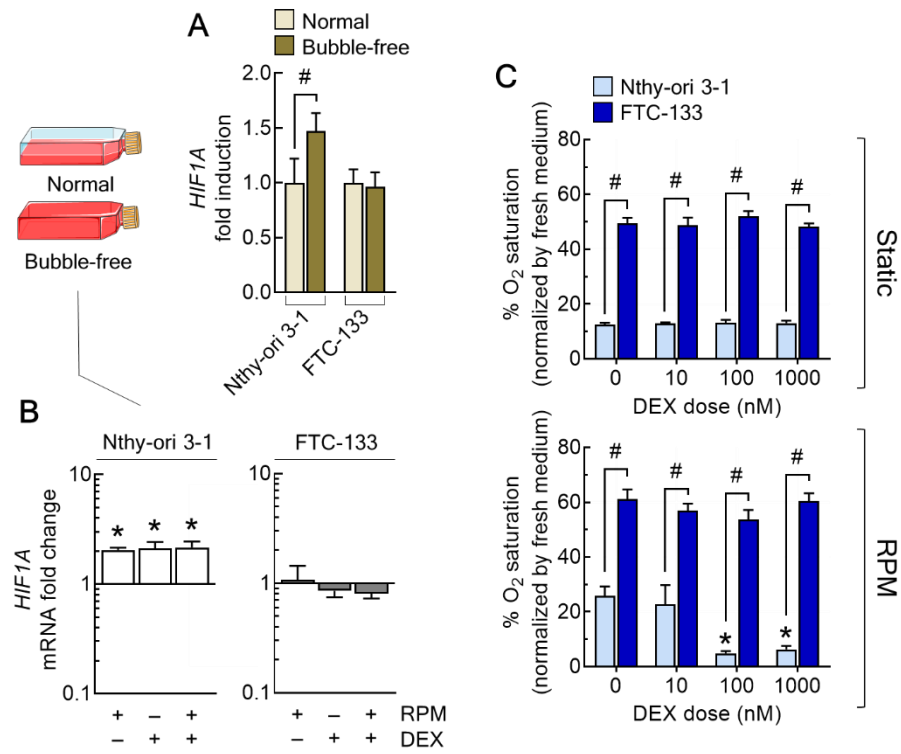 A
Normal
Bubble-free
HIF1A
fold induction
2.0
1.5
1.0
0.5
0.0
#
Nthy-ori 3-1
FTC-133
Normal
Bubble-free
B
Nthy-ori 3-1
FTC-133
HIF1A
mRNA fold change
10
1
0.1
* * *
10
1
0.1
+ – + + – + RPM
– + + – + + DEX
C
Nthy-ori 3-1
FTC-133
% O2 saturation
(normalized by fresh medium)
80
60
40
20
0
# # # #
0 10 100 1000
DEX dose (nM)
Static
% O2 saturation
(normalized by fresh medium)
80
60
40
20
0
# # # #
* *
0 10 100 1000
DEX dose (nM)
RPM